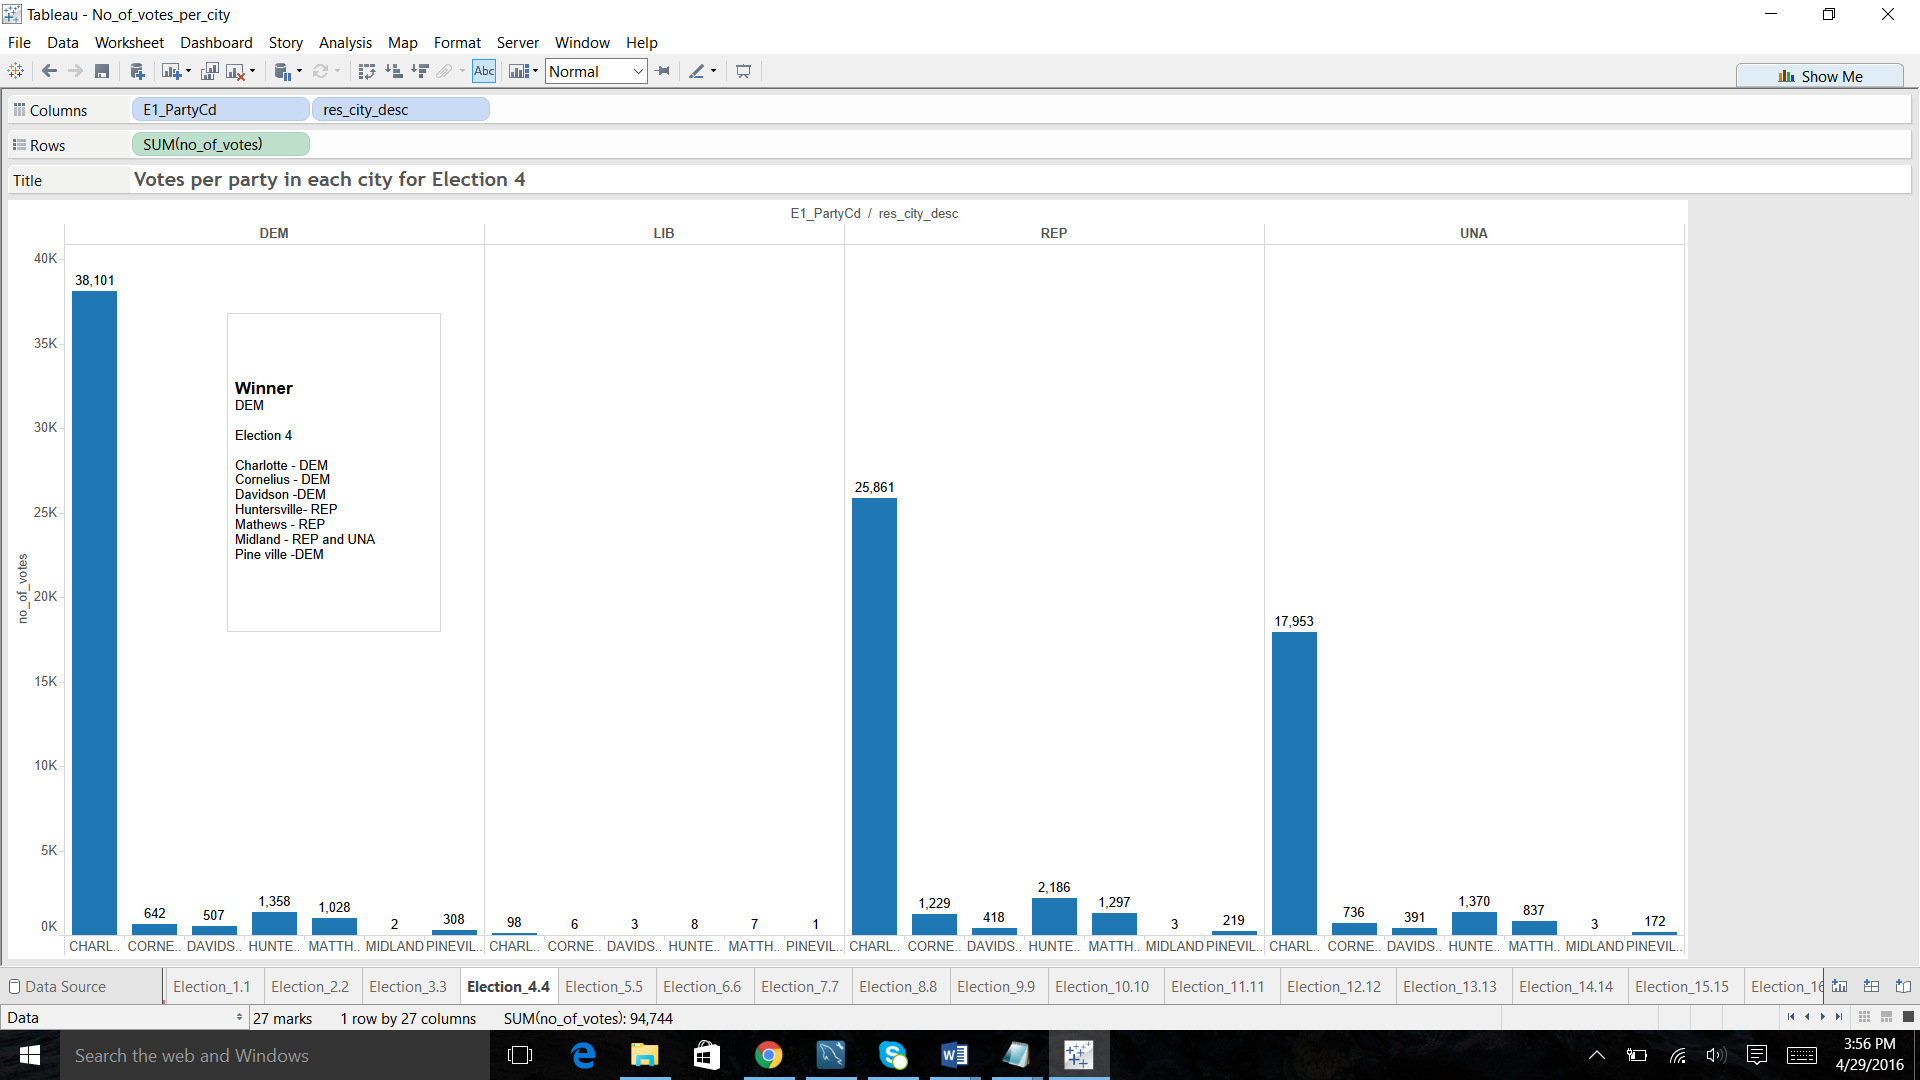 Tableau - No_of_votes_per_city
File Data Worksheet Dashboard Story Analysis Map Format Server Window Help
Abc Normal
Show Me
Columns E1_PartyCd res_city_desc
Rows SUM(no_of_votes)
Title Votes per party in each city for Election 4
E1_PartyCd / res_city_desc
DEM LIB REP UNA
40K
35K
30K
25K
20K
15K
10K
5K
0K
no_of_votes
38,101 642 507 1,358 1,028 2 308 98 6 3 8 7 1 25,861 1,229 418 2,186 1,297 3 219 17,953 736 391 1,370 837 3 172
Winner
DEM
Election 4
Charlotte - DEM
Cornelius - DEM
Davidson -DEM
Huntersville- REP
Mathews - REP
Midland - REP and UNA
Pine ville -DEM
CHARL.. CORNE.. DAVIDS.. HUNTE.. MATTH.. MIDLAND PINEVIL.. CHARL.. CORNE.. DAVIDS.. HUNTE.. MATTH.. PINEVIL.. CHARL.. CORNE.. DAVIDS.. HUNTE.. MATTH.. MIDLAND PINEVIL.. CHARL.. CORNE.. DAVIDS.. HUNTE.. MATTH.. MIDLAND PINEVIL..
Data Source Election_1.1 Election_2.2 Election_3.3 Election_4.4 Election_5.5 Election_6.6 Election_7.7 Election_8.8 Election_9.9 Election_10.10 Election_11.11 Election_12.12 Election_13.13 Election_14.14 Election_15.15 Election_16
Data 27 marks 1 row by 27 columns SUM(no_of_votes): 94,744
Search the web and Windows
3:56 PM
4/29/2016